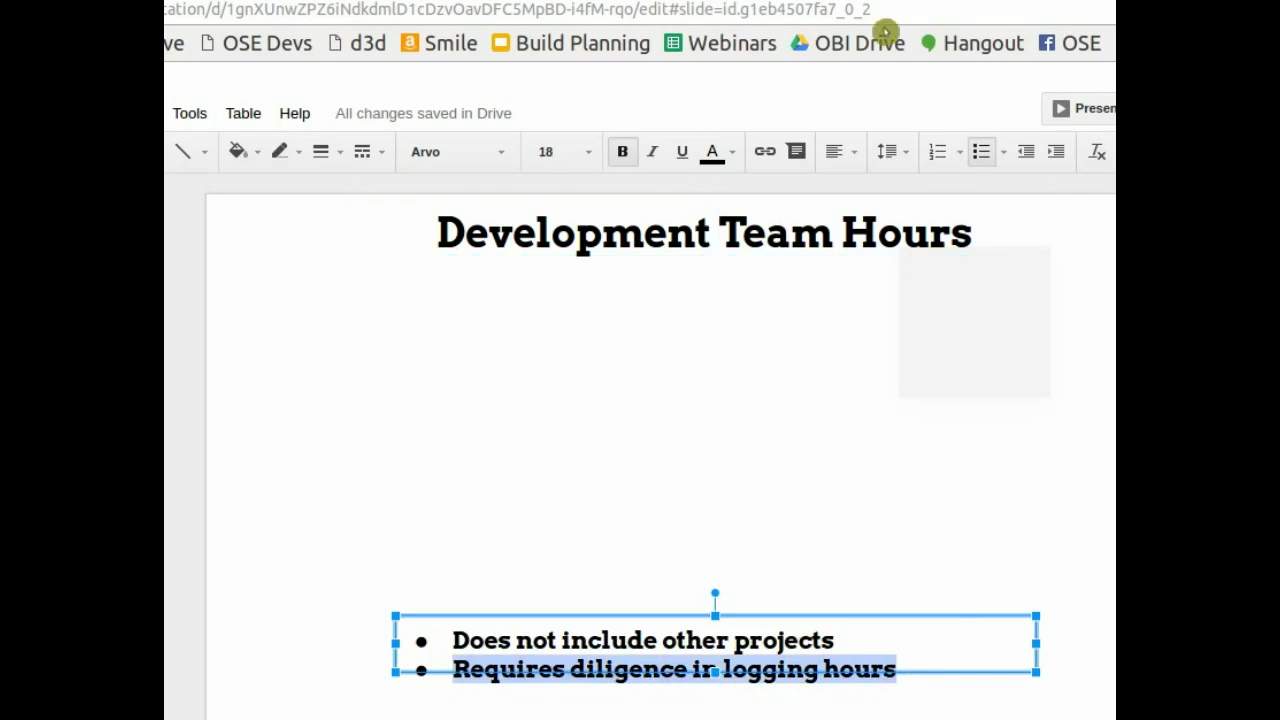 tation/d/1gnXUnwZPZ6iNdkdmlD1cDzvOavDFC5MpBD-i4fM-rqo/edit#slide=id.g1eb4507fa7_0_2
ve OSE Devs d3d Smile Build Planning Webinars OBI Drive Hangout OSE
Tools Table Help All changes saved in Drive Presen
Arvo 18 B I U A
Development Team Hours
● Does not include other projects
● Requires diligence in logging hours